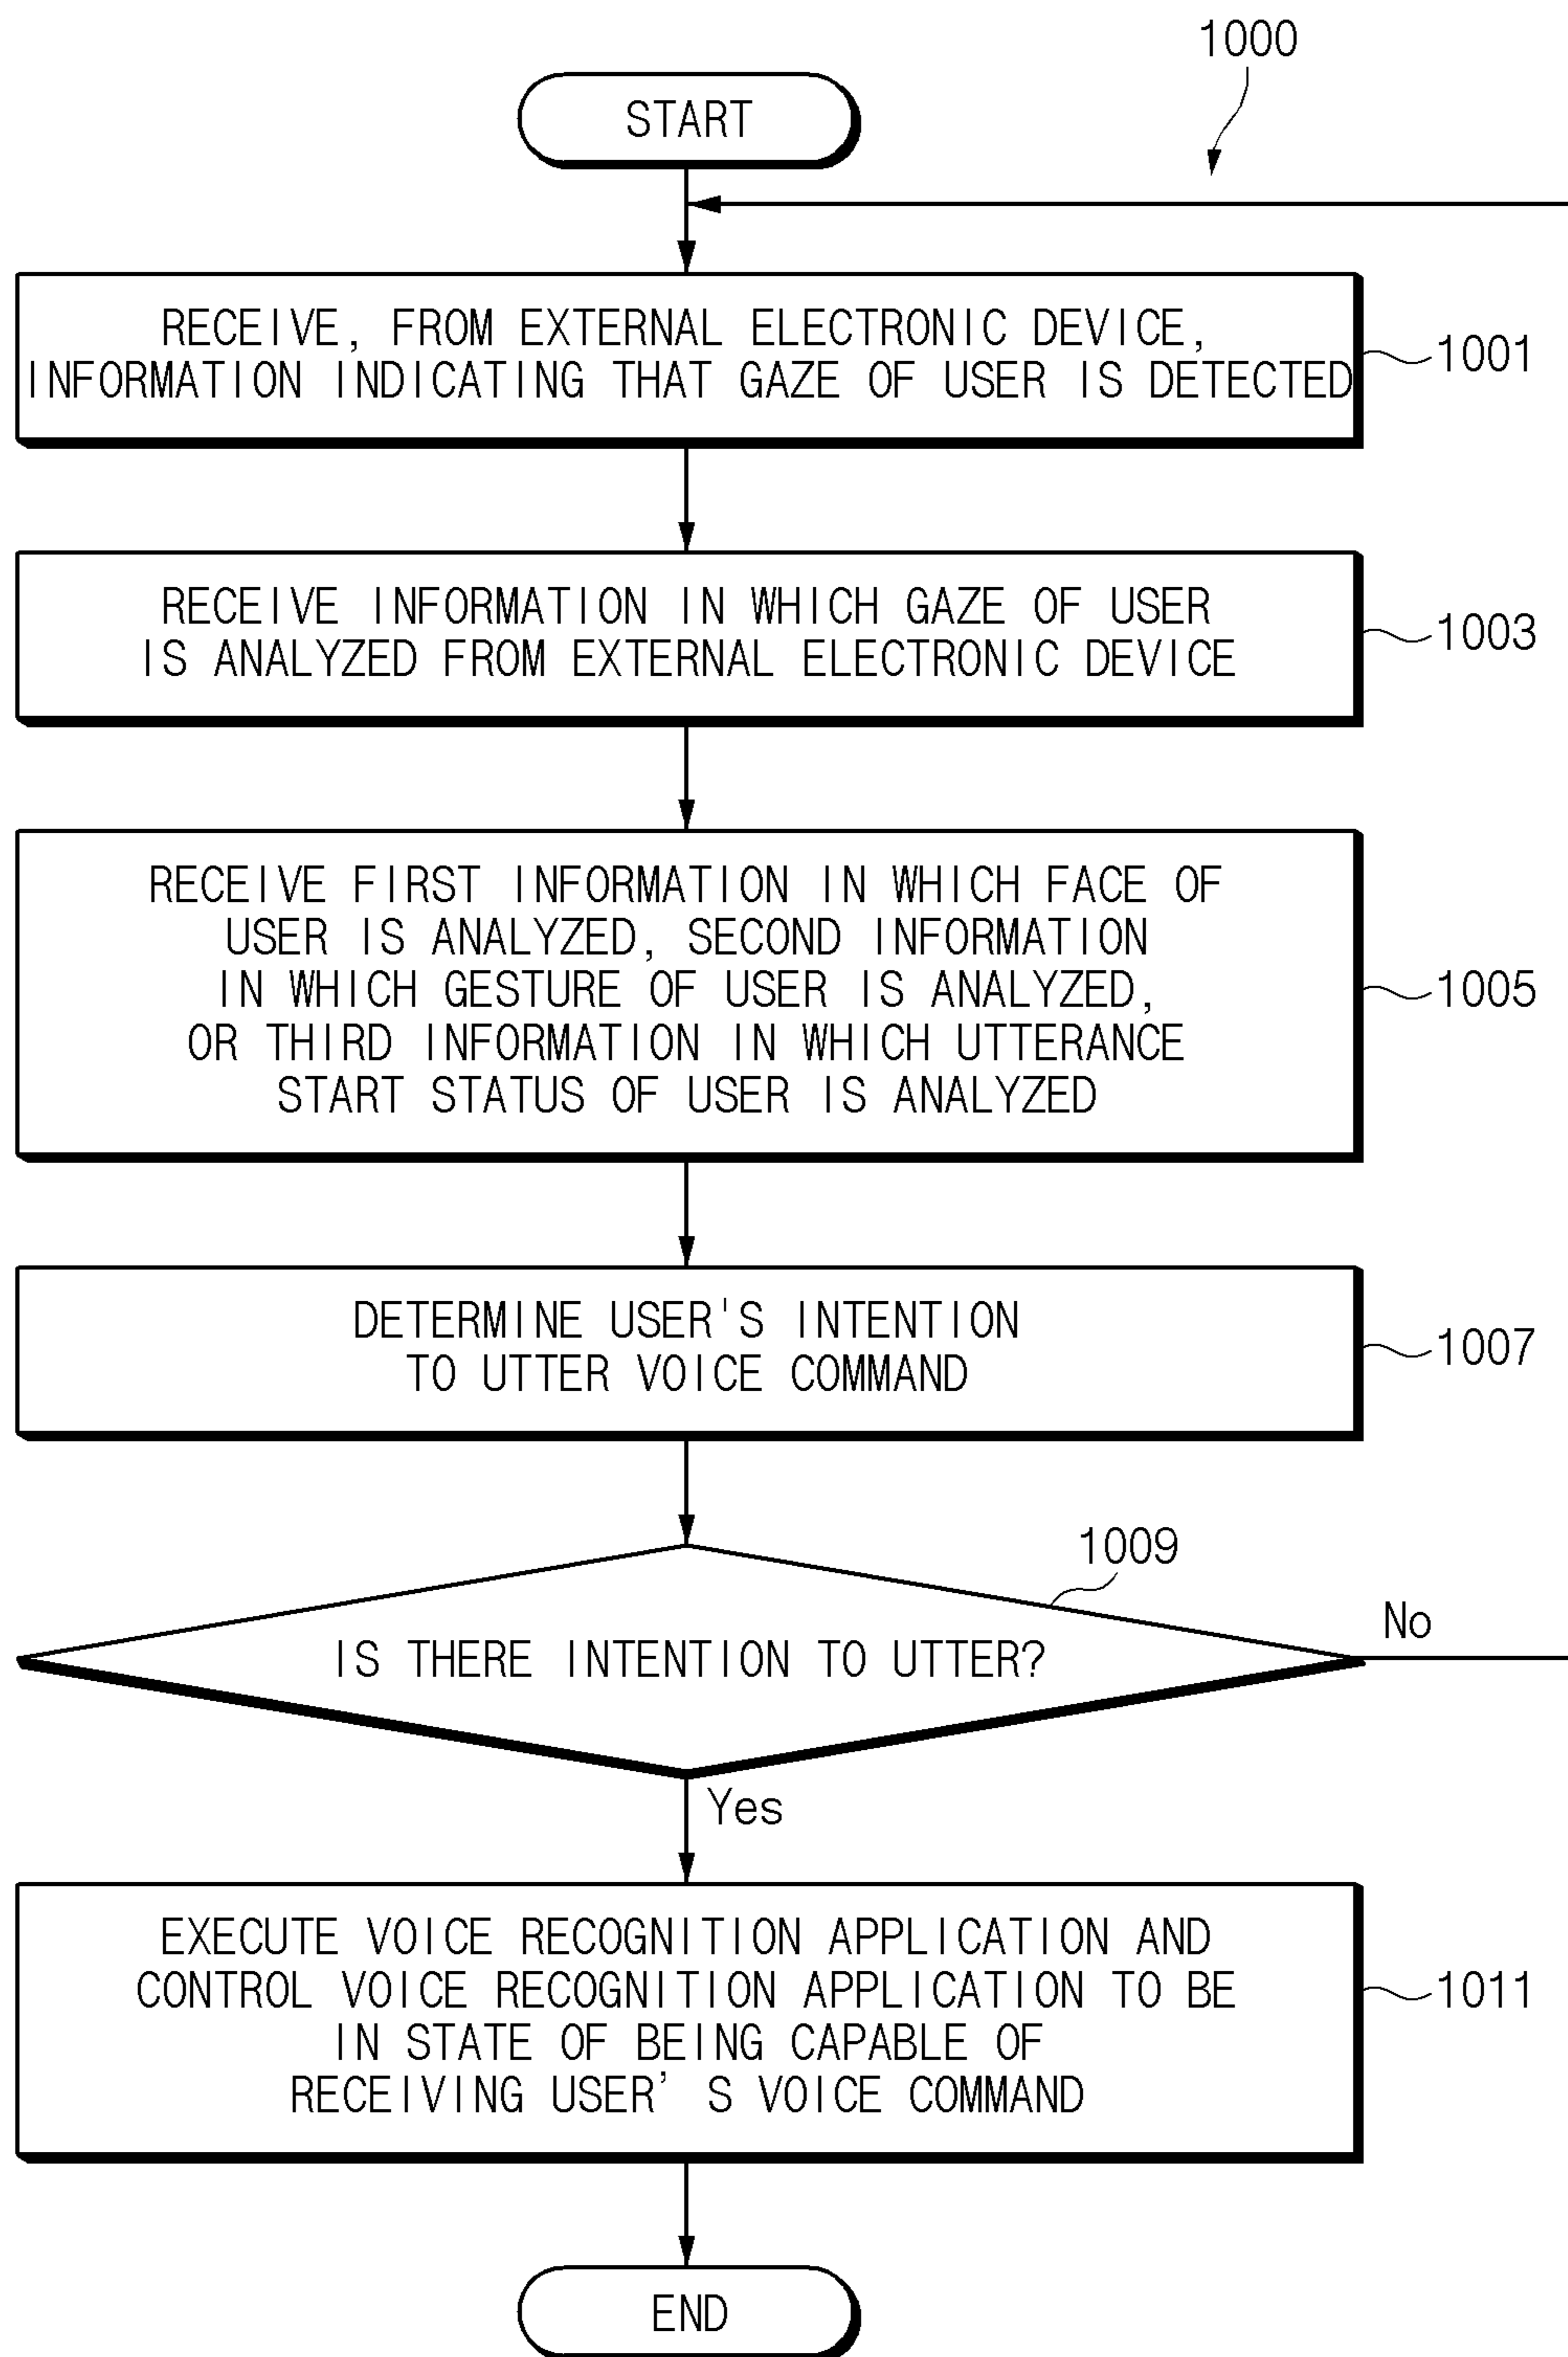 1000
START
RECEIVE, FROM EXTERNAL ELECTRONIC DEVICE,
INFORMATION INDICATING THAT GAZE OF USER IS DETECTED
1001
RECEIVE INFORMATION IN WHICH GAZE OF USER
IS ANALYZED FROM EXTERNAL ELECTRONIC DEVICE
1003
RECEIVE FIRST INFORMATION IN WHICH FACE OF
USER IS ANALYZED, SECOND INFORMATION
IN WHICH GESTURE OF USER IS ANALYZED,
OR THIRD INFORMATION IN WHICH UTTERANCE
START STATUS OF USER IS ANALYZED
1005
DETERMINE USER'S INTENTION
TO UTTER VOICE COMMAND
1007
1009
IS THERE INTENTION TO UTTER?
No
Yes
EXECUTE VOICE RECOGNITION APPLICATION AND
CONTROL VOICE RECOGNITION APPLICATION TO BE
IN STATE OF BEING CAPABLE OF
RECEIVING USER’ S VOICE COMMAND
1011
END